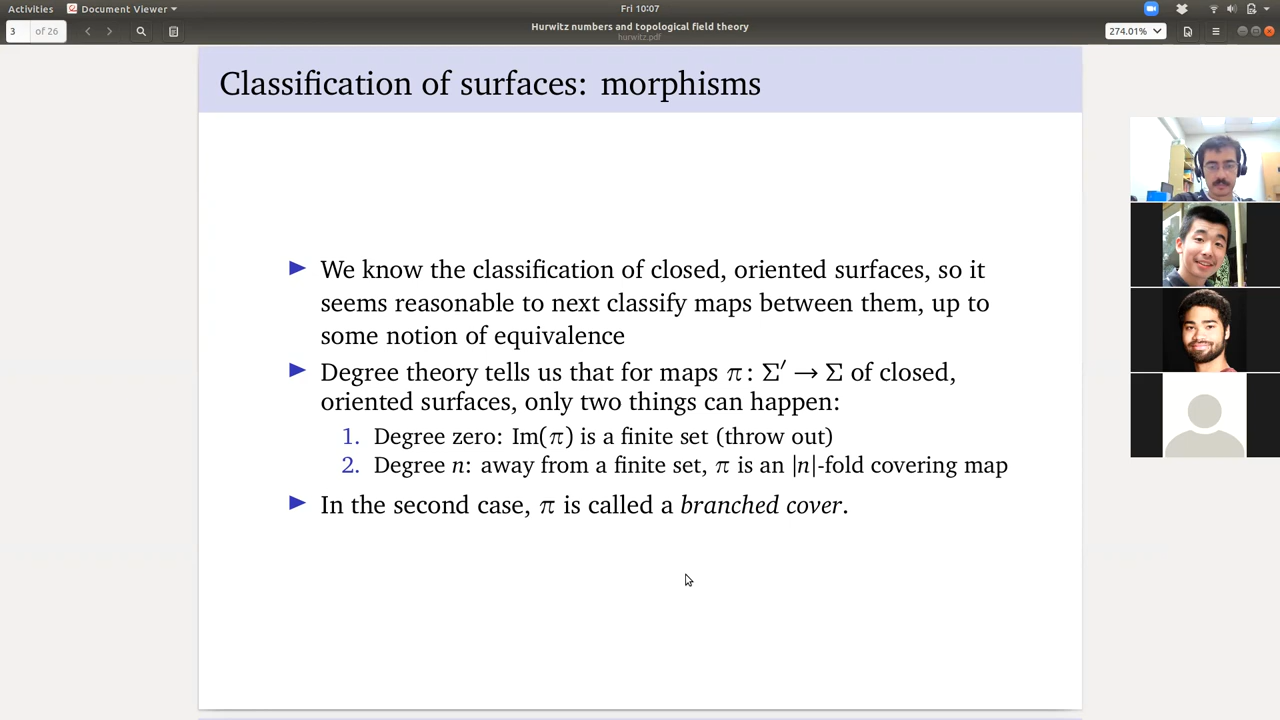 Activities
Document Viewer
Fri 10:07
3 of 26
Hurwitz numbers and topological field theory
hurwitz.pdf
274.01%
Classification of surfaces: morphisms
We know the classification of closed, oriented surfaces, so it
seems reasonable to next classify maps between them, up to
some notion of equivalence
Degree theory tells us that for maps π: Σ′ → Σ of closed,
oriented surfaces, only two things can happen:
1. Degree zero: Im(π) is a finite set (throw out)
2. Degree n: away from a finite set, π is an |n|-fold covering map
In the second case, π is called a branched cover.